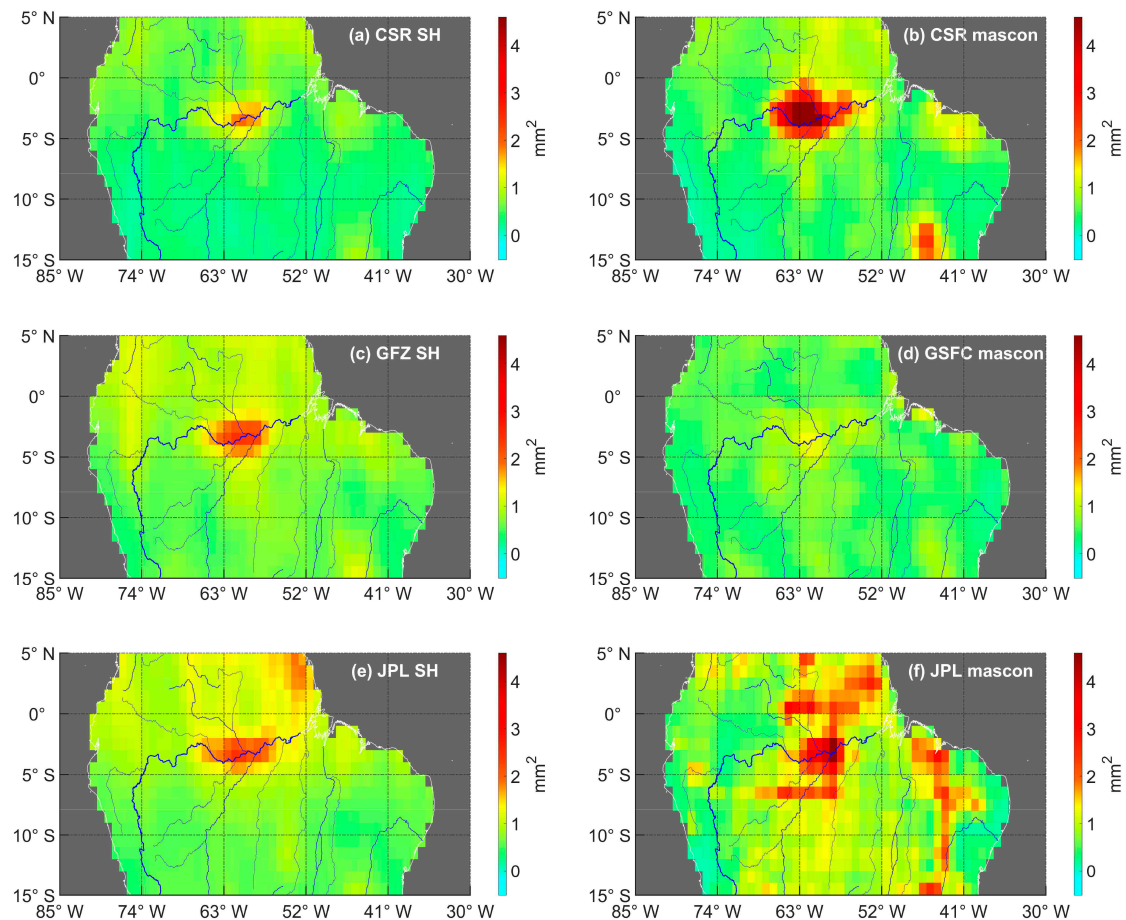 5° N
0°
5° S
10° S
15° S
85° W 74° W 63° W 52° W 41° W 30° W
(a) CSR SH
4
3
2
1
0
mm²
5° N
0°
5° S
10° S
15° S
85° W 74° W 63° W 52° W 41° W 30° W
(b) CSR mascon
4
3
2
1
0
mm²
5° N
0°
5° S
10° S
15° S
85° W 74° W 63° W 52° W 41° W 30° W
(c) GFZ SH
4
3
2
1
0
mm²
5° N
0°
5° S
10° S
15° S
85° W 74° W 63° W 52° W 41° W 30° W
(d) GSFC mascon
4
3
2
1
0
mm²
5° N
0°
5° S
10° S
15° S
85° W 74° W 63° W 52° W 41° W 30° W
(e) JPL SH
4
3
2
1
0
mm²
5° N
0°
5° S
10° S
15° S
85° W 74° W 63° W 52° W 41° W 30° W
(f) JPL mascon
4
3
2
1
0
mm²